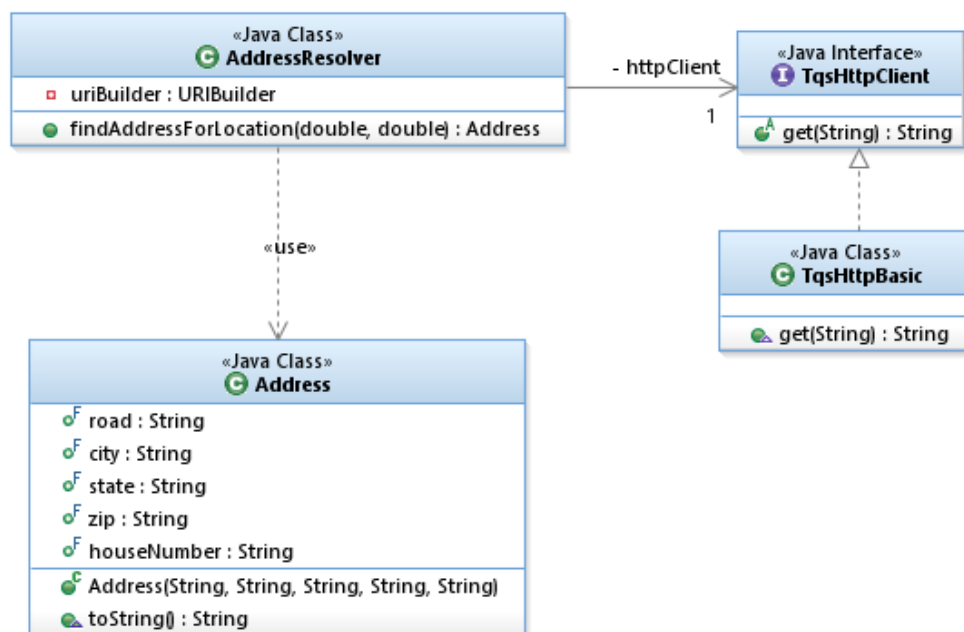 «Java Class»
C AddressResolver
uriBuilder : URIBuilder
findAddressForLocation(double, double) : Address
- httpClient
1
«Java Interface»
I TqsHttpClient
A get(String) : String
«Java Class»
C TqsHttpBasic
get(String) : String
«use»
«Java Class»
C Address
F road : String
F city : String
F state : String
F zip : String
F houseNumber : String
C Address(String, String, String, String, String)
toString() : String